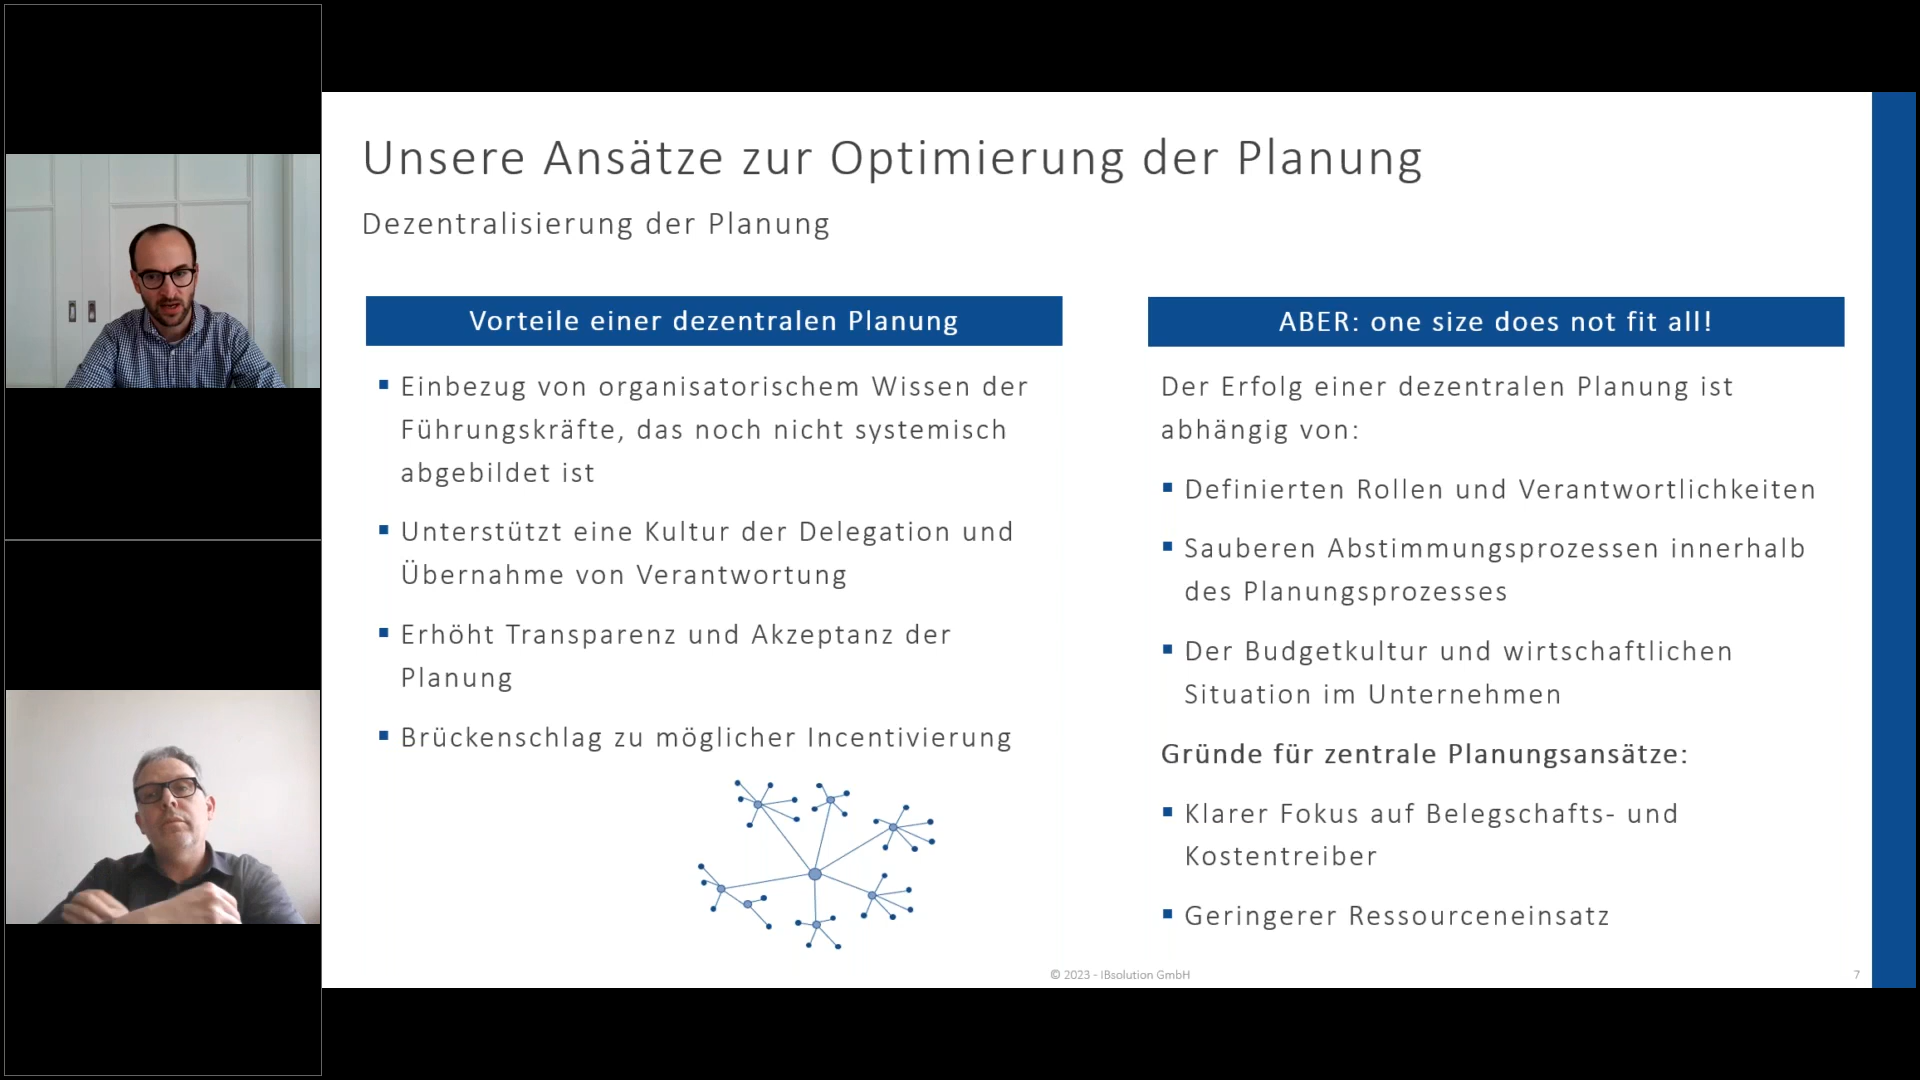 Unsere Ansätze zur Optimierung der Planung
Dezentralisierung der Planung
Vorteile einer dezentralen Planung
Einbezug von organisatorischem Wissen der
Führungskräfte, das noch nicht systemisch
abgebildet ist
Unterstützt eine Kultur der Delegation und
Übernahme von Verantwortung
Erhöht Transparenz und Akzeptanz der
Planung
Brückenschlag zu möglicher Incentivierung
ABER: one size does not fit all!
Der Erfolg einer dezentralen Planung ist
abhängig von:
Definierten Rollen und Verantwortlichkeiten
Sauberen Abstimmungsprozessen innerhalb
des Planungsprozesses
Der Budgetkultur und wirtschaftlichen
Situation im Unternehmen
Gründe für zentrale Planungsansätze:
Klarer Fokus auf Belegschafts- und
Kostentreiber
Geringerer Ressourceneinsatz
© 2023 - IBsolution GmbH
7